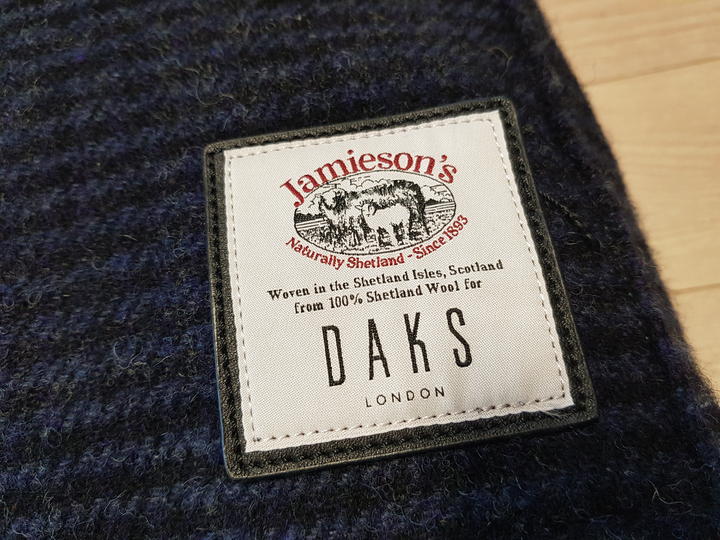 Jamieson's
Naturally Shetland - Since 1893
Woven in the Shetland Isles, Scotland
from 100% Shetland Wool for
DAKS
LONDON